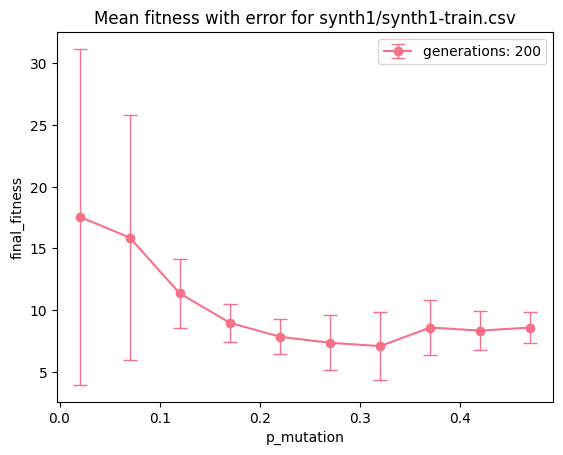 Mean fitness with error for synth1/synth1-train.csv
generations: 200
final_fitness
30
25
20
15
10
5
0.0
0.1
0.2
0.3
0.4
p_mutation